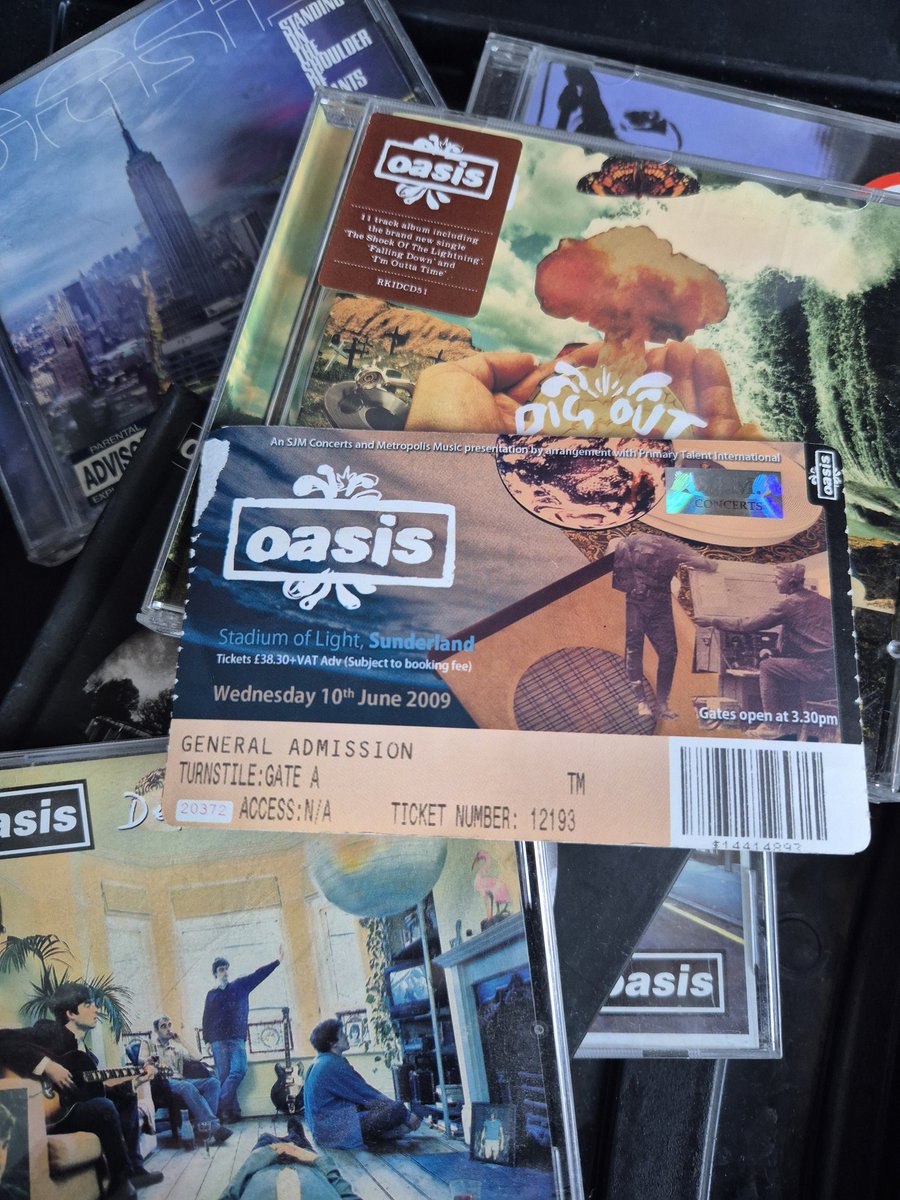 oasis
STANDING
ON
THE
SHOULDER
OF
GIANTS
PARENTAL
ADVISORY
oasis
11 track album including
the brand new single
'The Shock Of The Lightning',
'Falling Down' and
'I'm Outta Time'
RKIDCD51
DIG OUT
An SJM Concerts and Metropolis Music presentation by arrangement with Primary Talent International
CONCERTS
oasis
oasis
Stadium of Light, Sunderland
Tickets £38.30+VAT Adv (Subject to booking fee)
Wednesday 10th June 2009
Gates open at 3.30pm
GENERAL ADMISSION
TURNSTILE:GATE A
TM
20372
ACCESS:N/A
TICKET NUMBER: 12193
asis
De
oasis